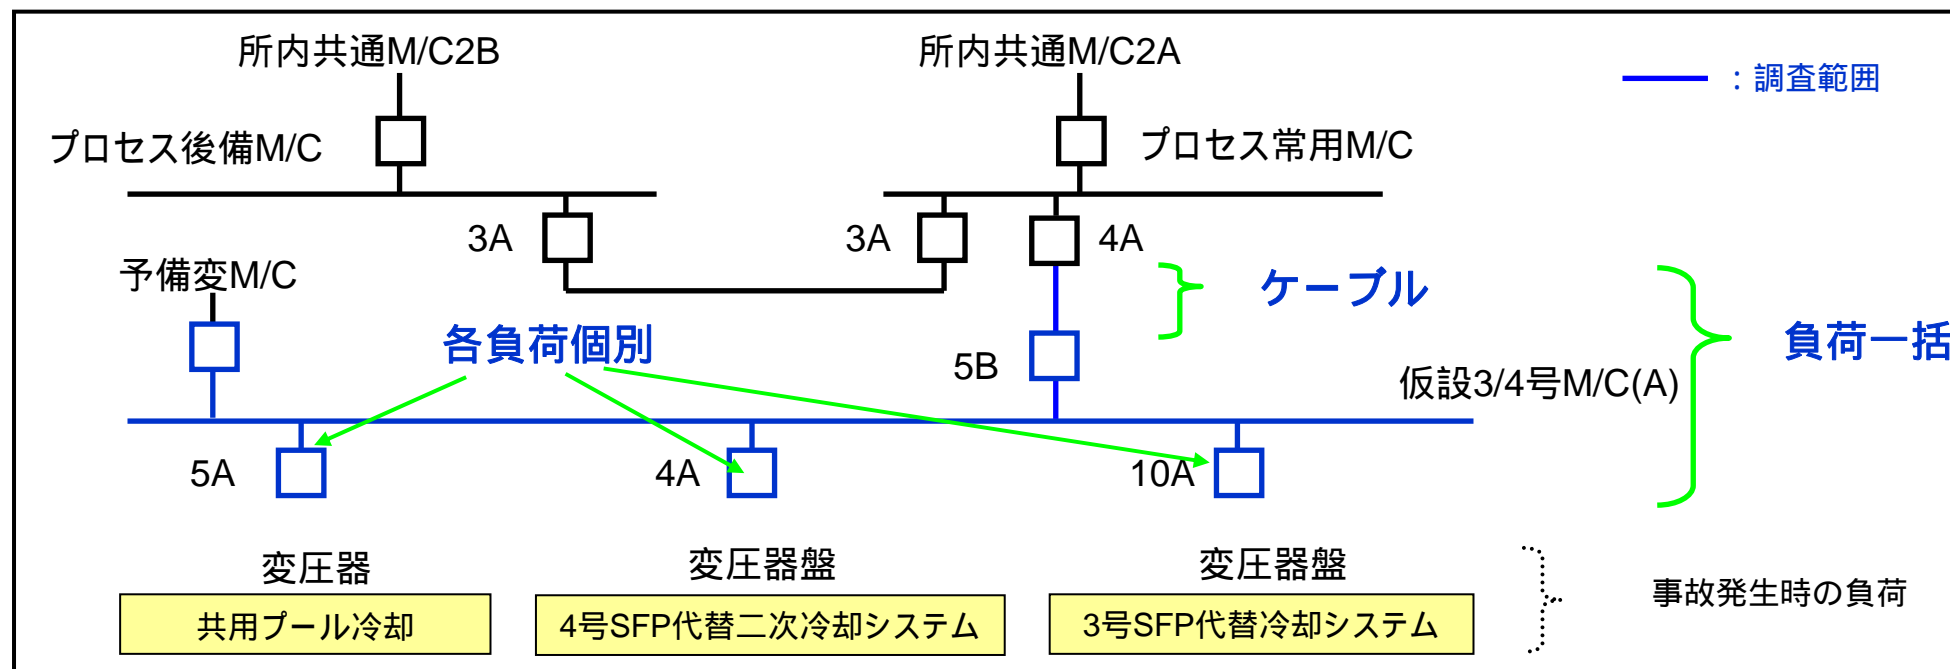 所内共通M/C2B
所内共通M/C2A
：調査範囲
プロセス後備M/C
プロセス常用M/C
3A
3A
4A
予備変M/C
ケーブル
各負荷個別
負荷一括
5B
仮設3/4号M/C(A)
5A
4A
10A
変圧器
変圧器盤
変圧器盤
事故発生時の負荷
共用プール冷却
4号SFP代替二次冷却システム
3号SFP代替冷却システム